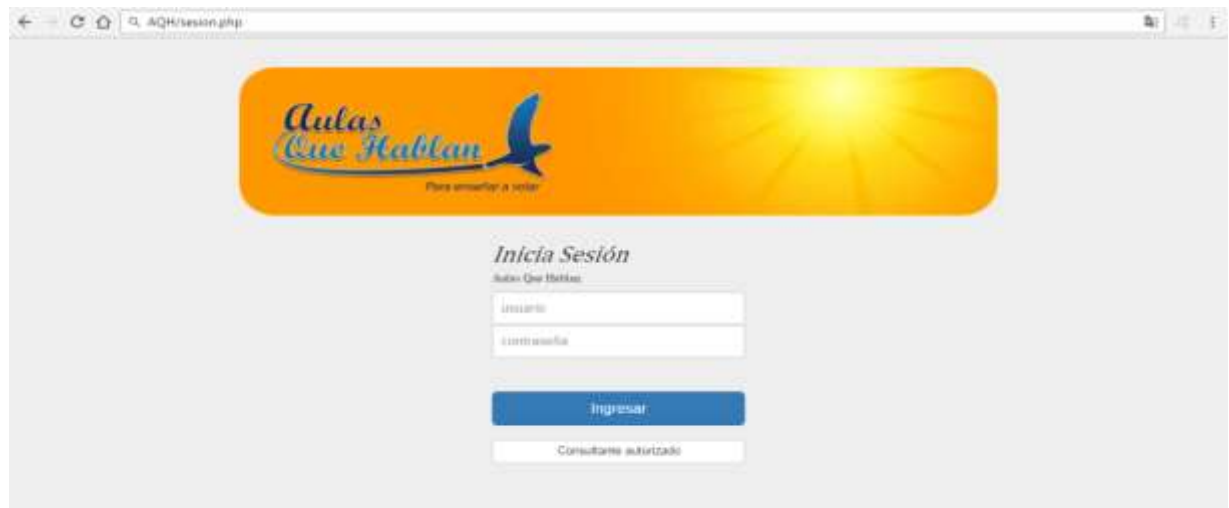 AQH/sesion.php
Aulas
Que Hablan
Para enseñar a volar
Inicia Sesión
Aulas Que Hablan
usuario
contraseña
Ingresar
Consultante autorizado